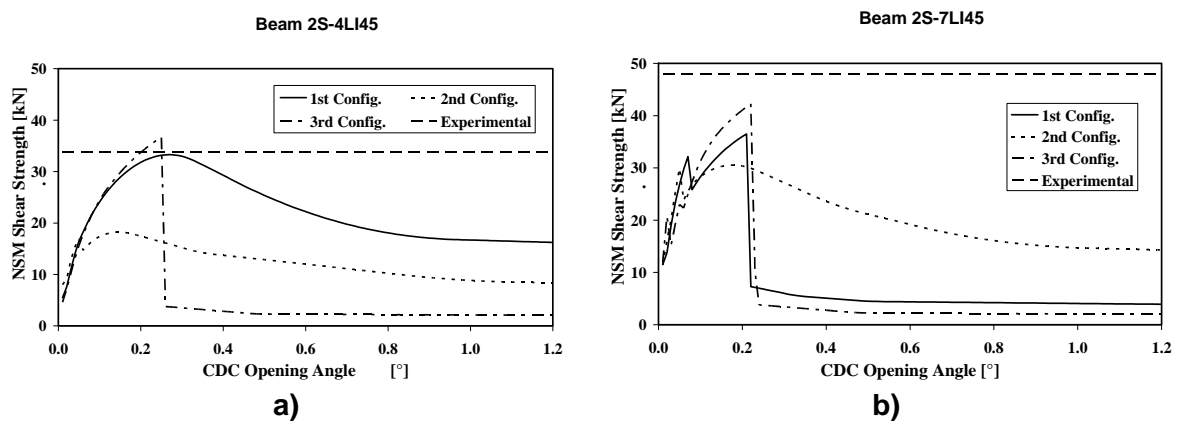 Beam 2S-4LI45
NSM Shear Strength [kN]
50
40
30
20
10
0
1st Config.
2nd Config.
3rd Config.
Experimental
0.0 0.2 0.4 0.6 0.8 1.0 1.2
CDC Opening Angle [°]
a)
Beam 2S-7LI45
NSM Shear Strength [kN]
50
40
30
20
10
0
1st Config.
2nd Config.
3rd Config.
Experimental
0.0 0.2 0.4 0.6 0.8 1.0 1.2
CDC Opening Angle [°]
b)